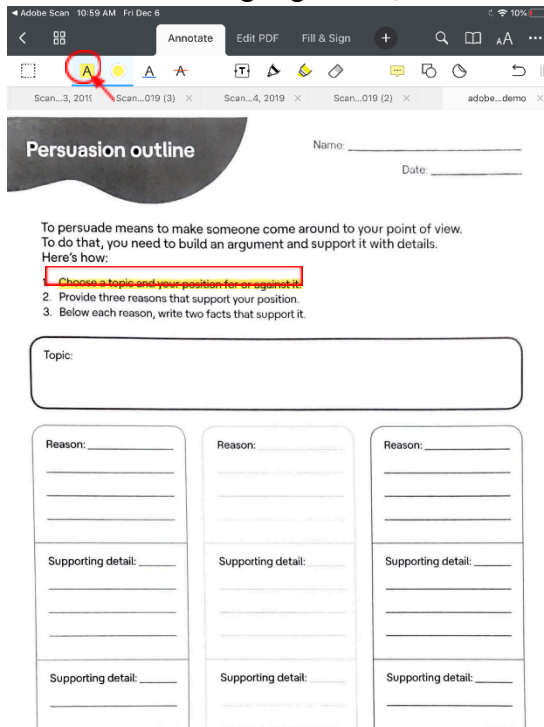 Adobe Scan 10:59 AM Fri Dec 6 10%
Annotate Edit PDF Fill & Sign + AA
A A A T
Scan...3, 2019 Scan...019 (3) × Scan...4, 2019 × Scan...019 (2) × adobe...demo ×
Persuasion outline
Name:
Date:
To persuade means to make someone come around to your point of view.
To do that, you need to build an argument and support it with details.
Here's how:
1. Choose a topic and your position for or against it.
2. Provide three reasons that support your position.
3. Below each reason, write two facts that support it.
Topic:
Reason: Reason: Reason:
Supporting detail: Supporting detail: Supporting detail:
Supporting detail: Supporting detail: Supporting detail: